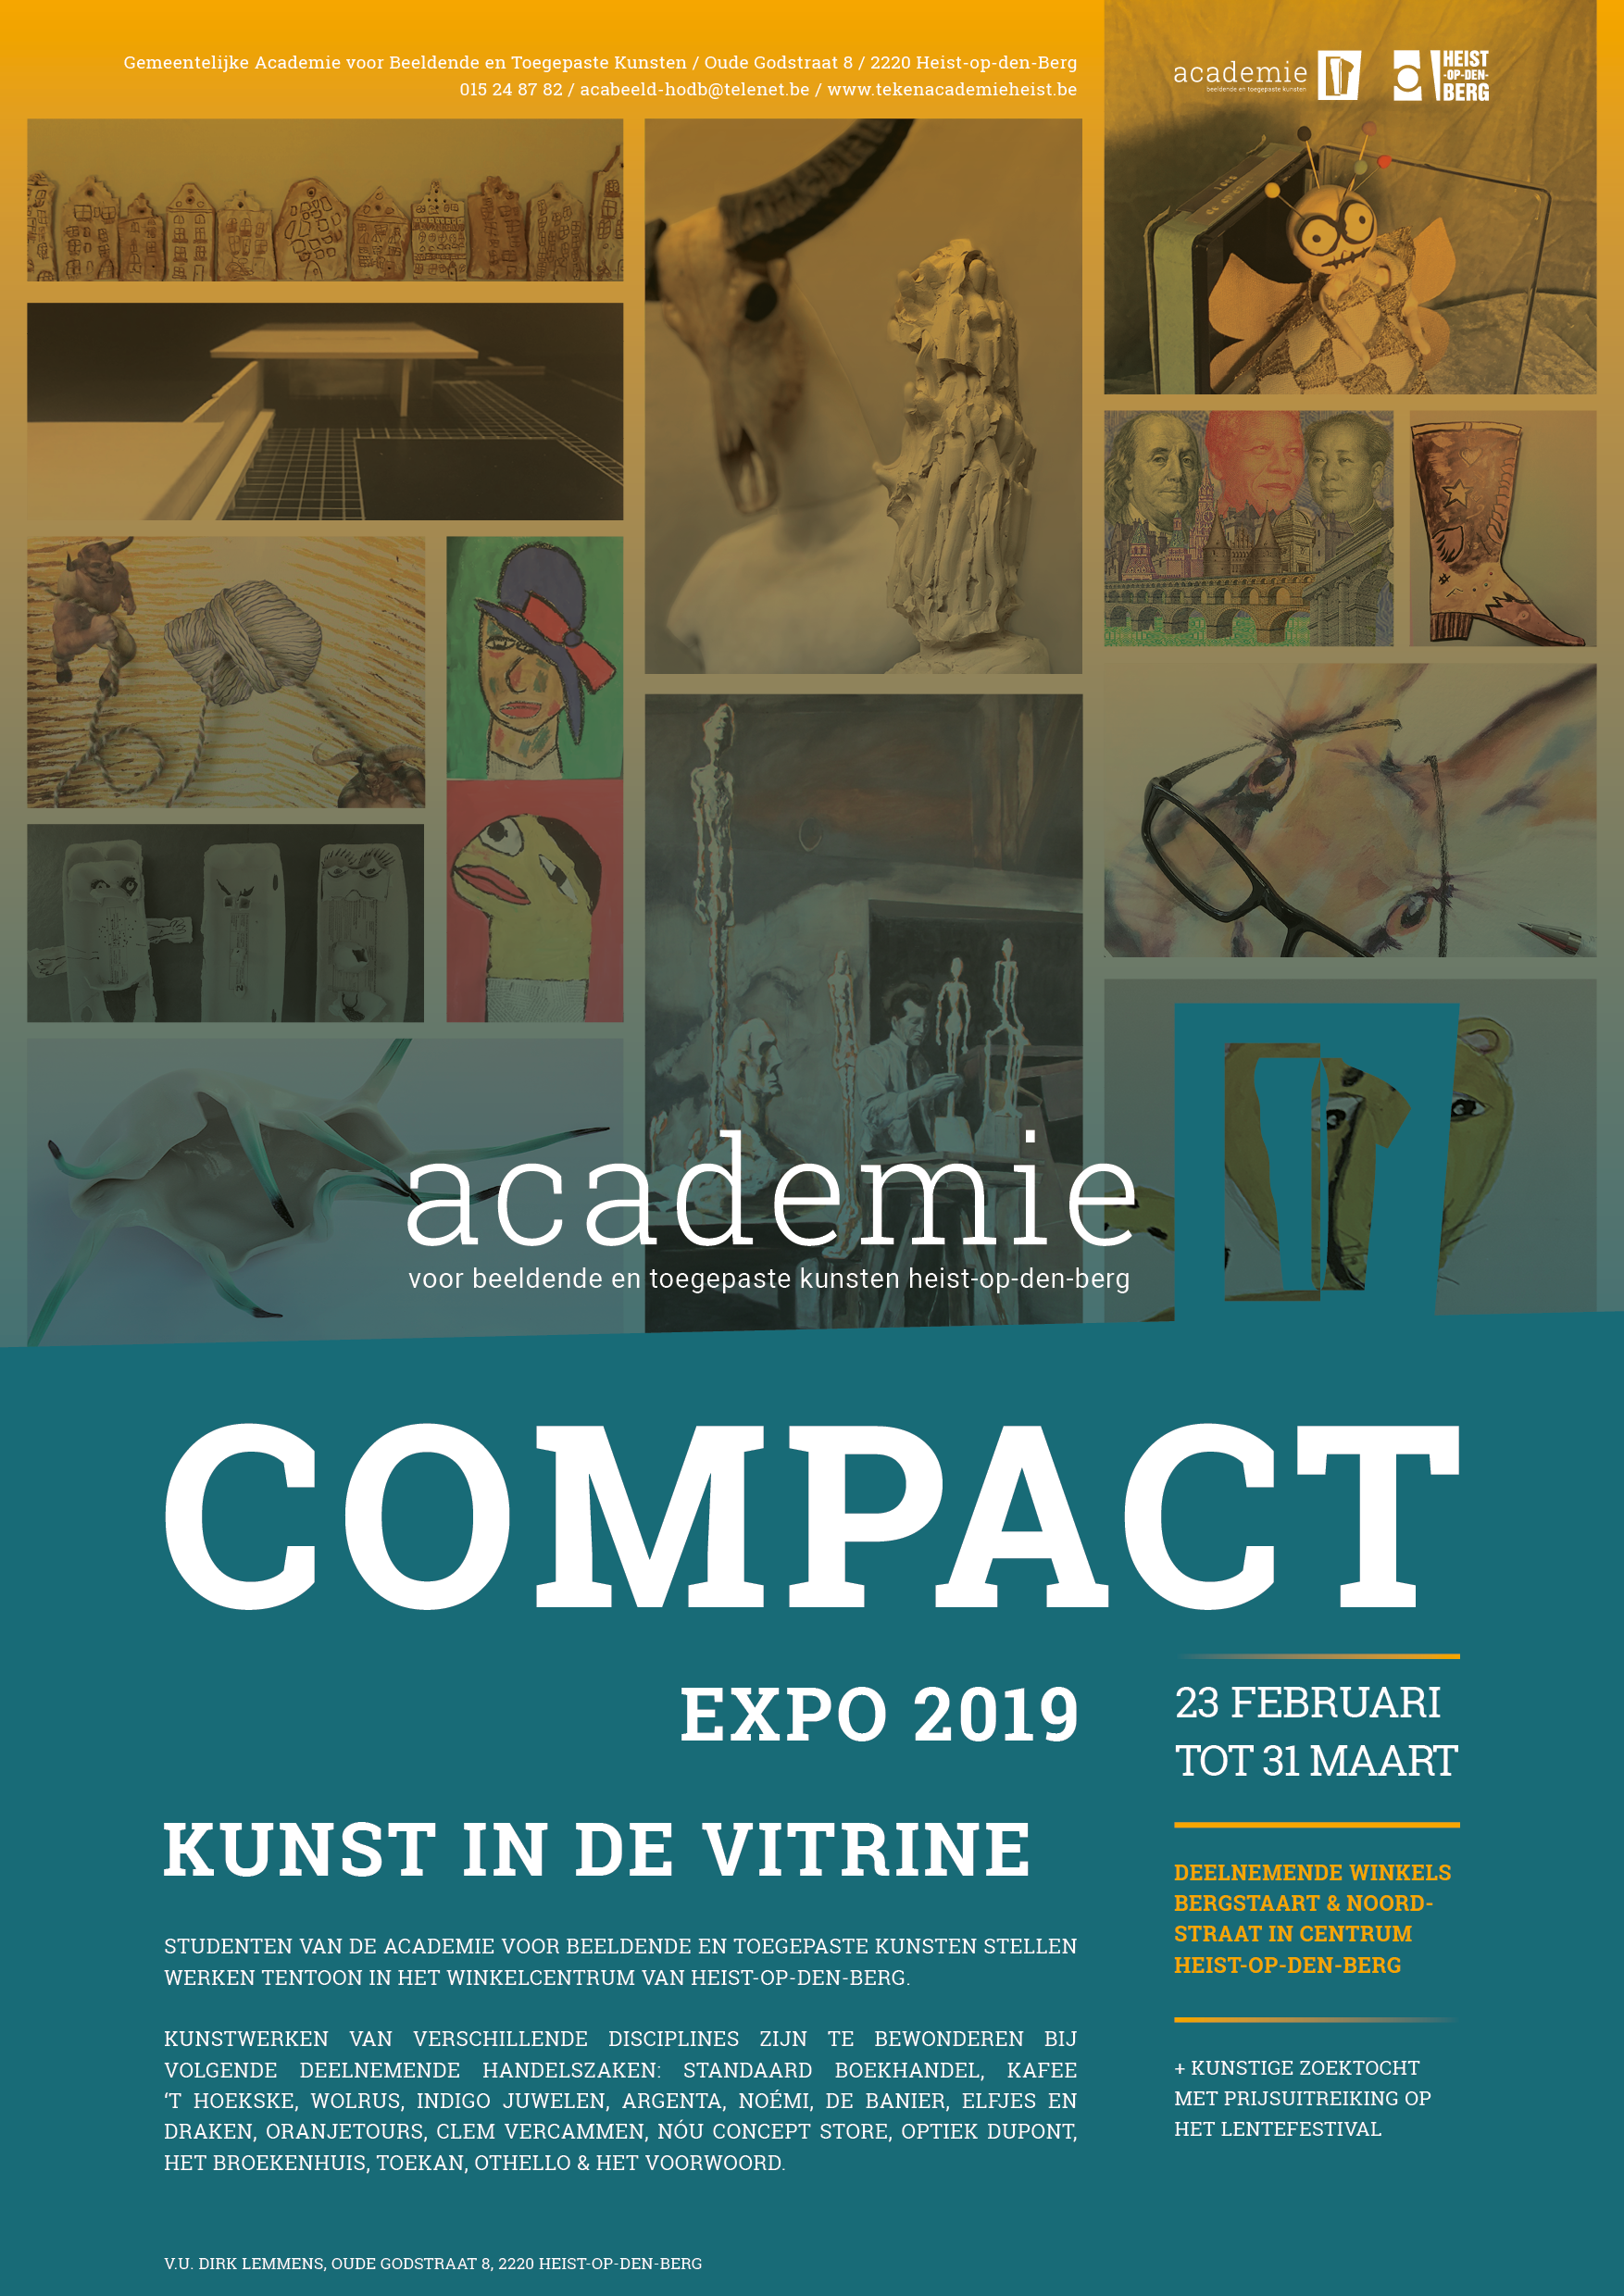 Gemeentelijke Academie voor Beeldende en Toegepaste Kunsten / Oude Godstraat 8 / 2220 Heist-op-den-Berg
015 24 87 82 / acabeeld-hodb@telenet.be / www.tekenacademieheist.be
academie
beeldende en toegepaste kunsten
HEIST
-OP-DEN-
BERG
academie
voor beeldende en toegepaste kunsten heist-op-den-berg
COMPACT
EXPO 2019
23 FEBRUARI
TOT 31 MAART
KUNST IN DE VITRINE
DEELNEMENDE WINKELS
BERGSTAART & NOORD-
STRAAT IN CENTRUM
HEIST-OP-DEN-BERG
STUDENTEN VAN DE ACADEMIE VOOR BEELDENDE EN TOEGEPASTE KUNSTEN STELLEN
WERKEN TENTOON IN HET WINKELCENTRUM VAN HEIST-OP-DEN-BERG.
KUNSTWERKEN VAN VERSCHILLENDE DISCIPLINES ZIJN TE BEWONDEREN BIJ
VOLGENDE DEELNEMENDE HANDELSZAKEN: STANDAARD BOEKHANDEL, KAFEE
‘T HOEKSKE, WOLRUS, INDIGO JUWELEN, ARGENTA, NOÉMI, DE BANIER, ELFJES EN
DRAKEN, ORANJETOURS, CLEM VERCAMMEN, NÓU CONCEPT STORE, OPTIEK DUPONT,
HET BROEKENHUIS, TOEKAN, OTHELLO & HET VOORWOORD.
+ KUNSTIGE ZOEKTOCHT
MET PRIJSUITREIKING OP
HET LENTEFESTIVAL
V.U. DIRK LEMMENS, OUDE GODSTRAAT 8, 2220 HEIST-OP-DEN-BERG